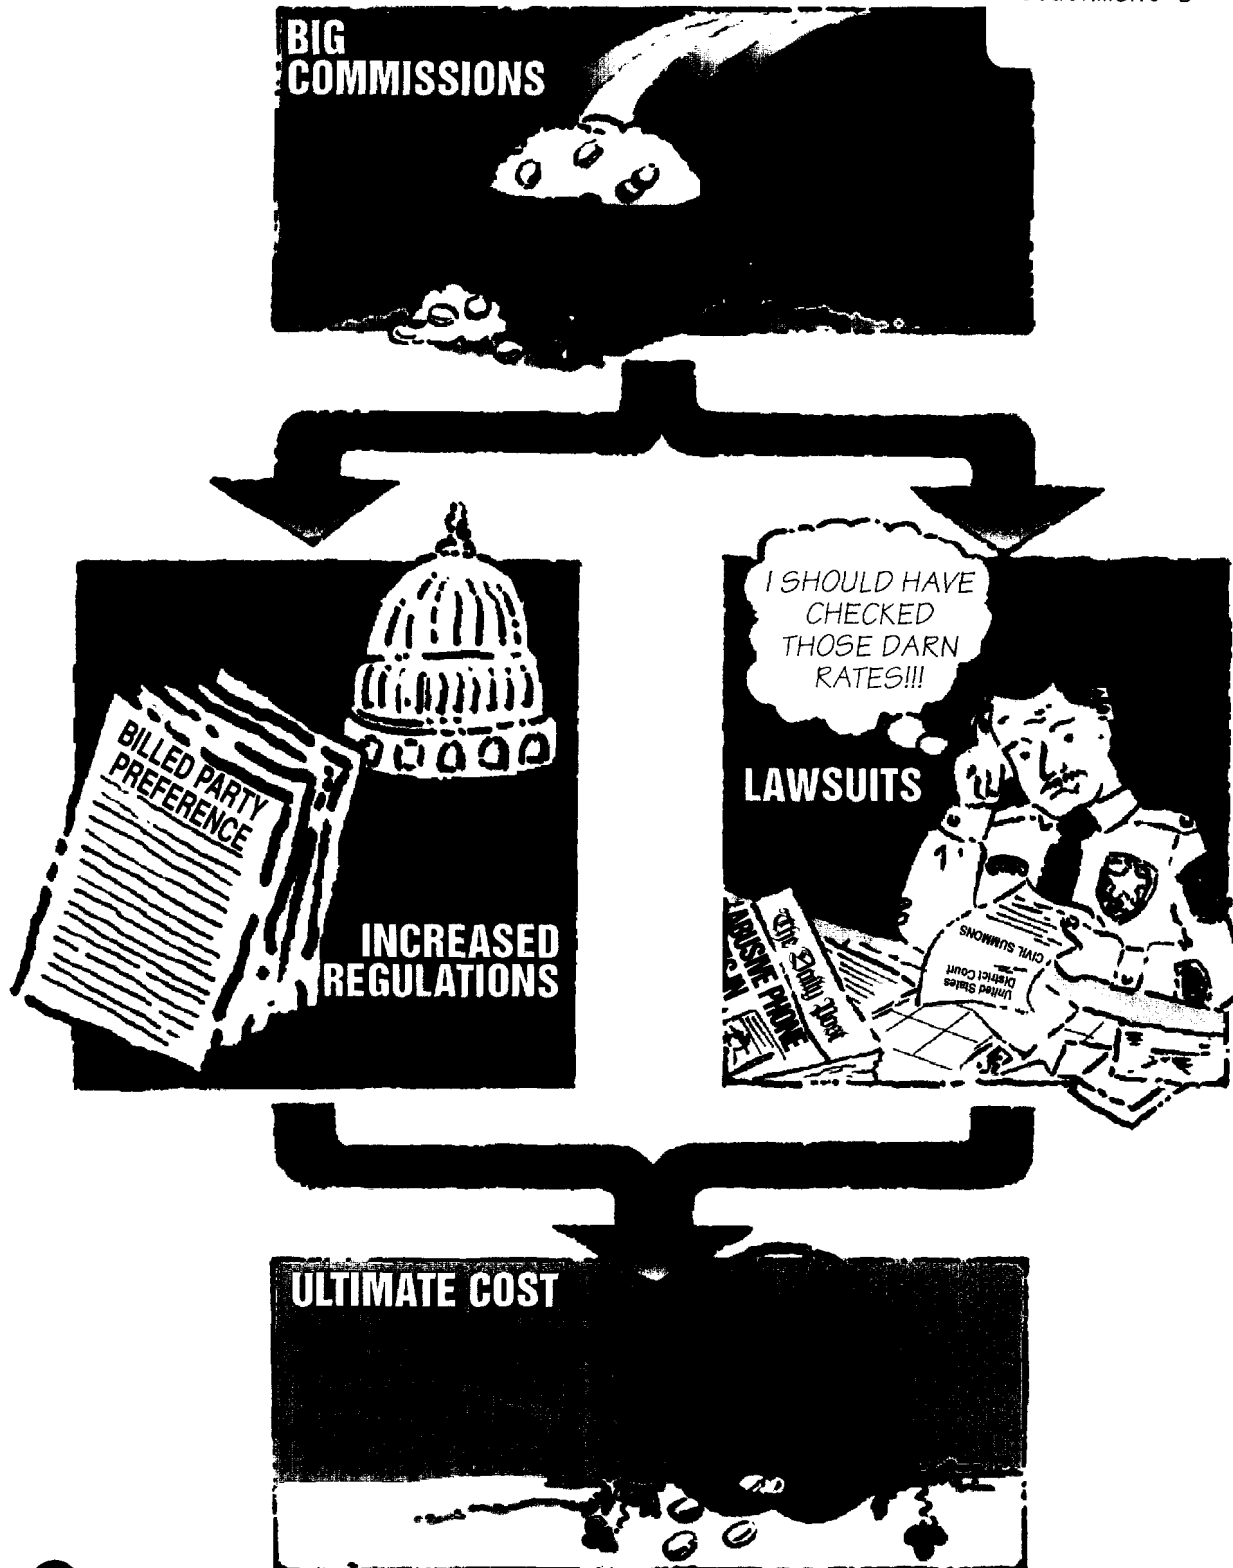 BIG
COMMISSIONS
I SHOULD HAVE
CHECKED
THOSE DARN
RATES!!!
BILLED PARTY
PREFERENCE
LAWSUITS
INCREASED
REGULATIONS
The Daily Post
ABUSIVE PHONE
IN
United States
District Court
CIVIL SUMMONS
ULTIMATE COST